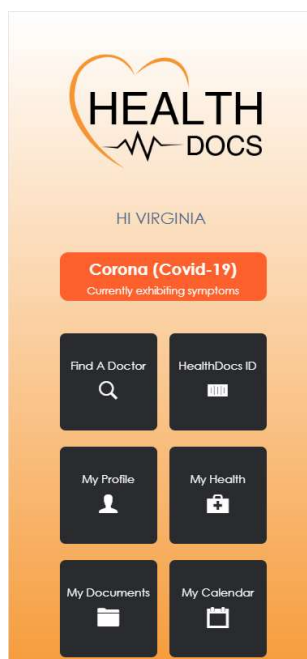 HEALTH
DOCS
HI VIRGINIA
Corona (Covid-19)
Currently exhibiting symptoms
Find A Doctor
HealthDocs ID
My Profile
My Health
My Documents
My Calendar